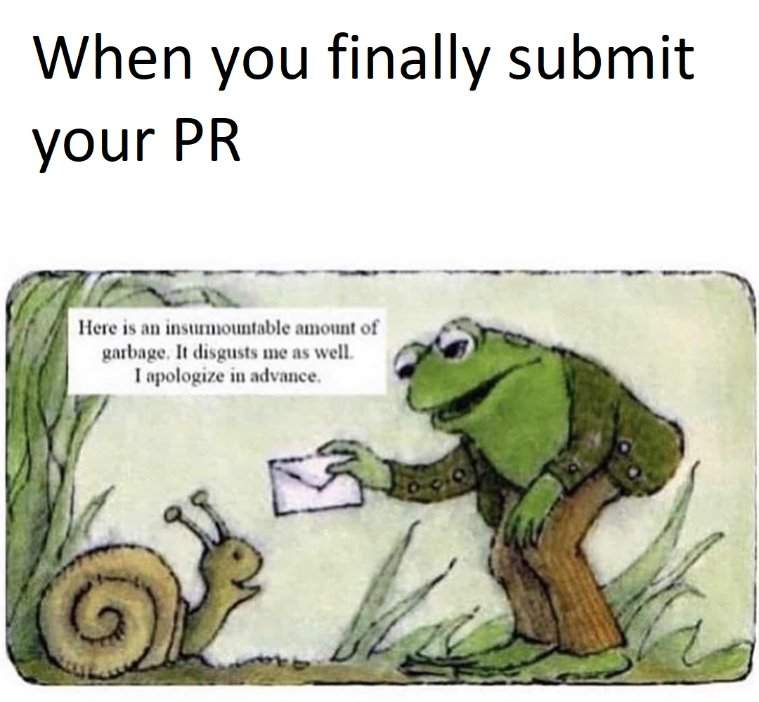 When you finally submit
your PR
Here is an insurmountable amount of
garbage. It disgusts me as well.
I apologize in advance.